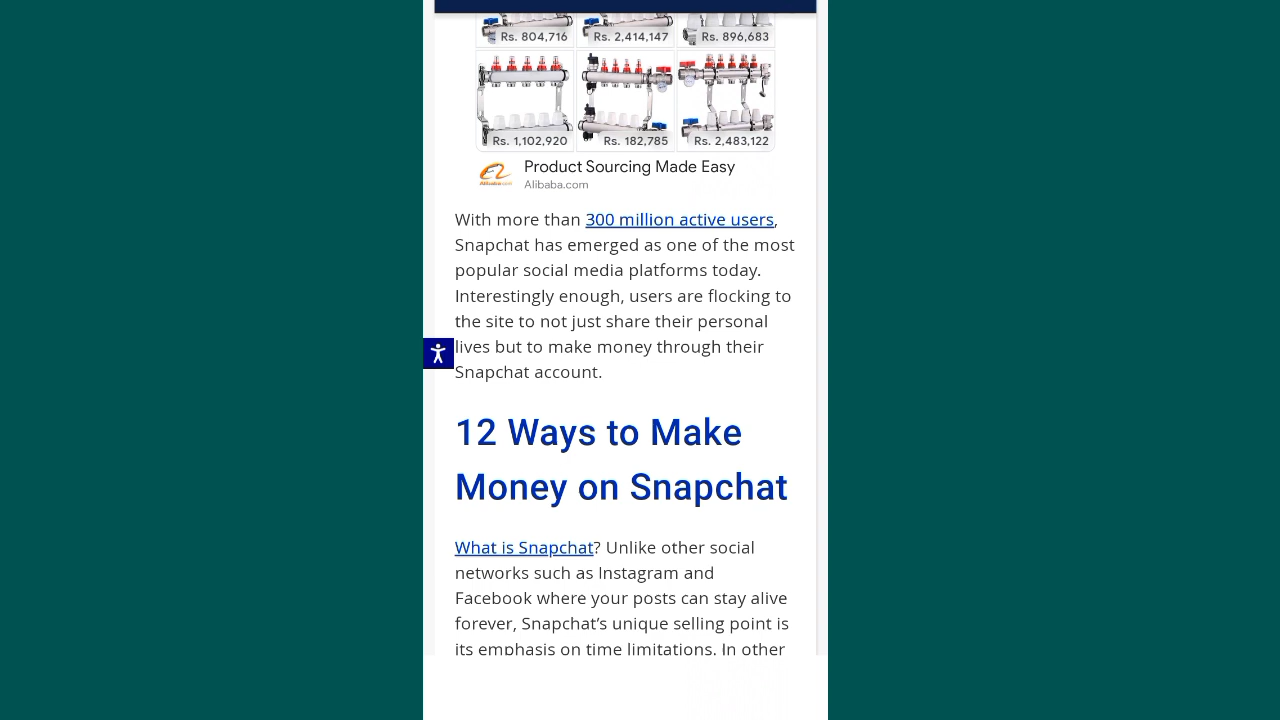 Rs. 804,716 Rs. 2,414,147 Rs. 896,683
Rs. 1,102,920 Rs. 182,785 Rs. 2,483,122
Product Sourcing Made Easy
Alibaba.com
Alibaba.com
With more than 300 million active users,
Snapchat has emerged as one of the most
popular social media platforms today.
Interestingly enough, users are flocking to
the site to not just share their personal
lives but to make money through their
Snapchat account.
12 Ways to Make
Money on Snapchat
What is Snapchat? Unlike other social
networks such as Instagram and
Facebook where your posts can stay alive
forever, Snapchat’s unique selling point is
its emphasis on time limitations. In other